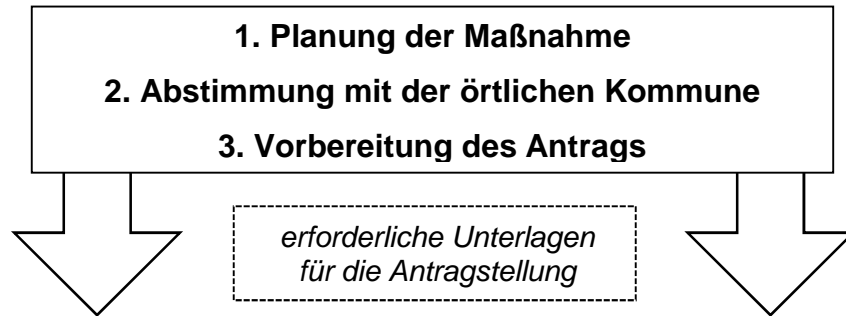 1. Planung der Maßnahme
2. Abstimmung mit der örtlichen Kommune
3. Vorbereitung des Antrags
erforderliche Unterlagen
für die Antragstellung